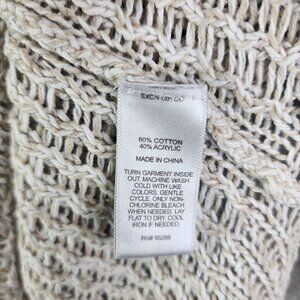 60% COTTON
40% ACRYLIC
MADE IN CHINA
TURN GARMENT INSIDE
OUT. MACHINE WASH
COLD WITH LIKE
COLORS. GENTLE
CYCLE. ONLY NON-
CHLORINE BLEACH
WHEN NEEDED. LAY
FLAT TO DRY. COOL
IRON IF NEEDED.
RN# 55285